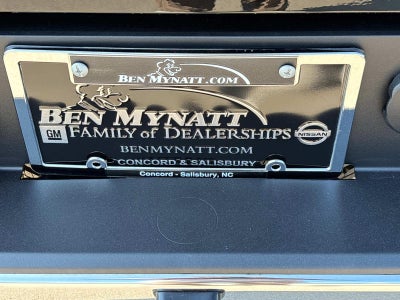 BEN MYNATT.COM
BEN MYNATT
GM FAMILY of DEALERSHIPS NISSAN
BENMYNATT.COM
CONCORD & SALISBURY
Concord - Salisbury, NC